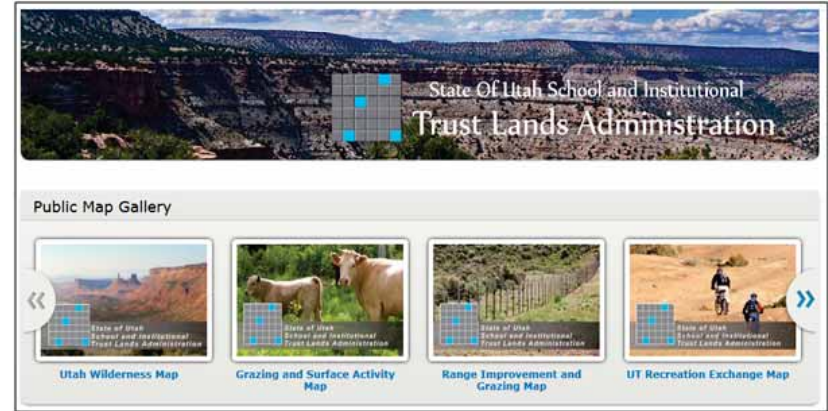 State Of Utah School and Institutional
Trust Lands Administration
Public Map Gallery
State of Utah
School and Institutional
Trust Lands Administration
State of Utah
School and Institutional
Trust Lands Administration
State of Utah
School and Institutional
Trust Lands Administration
State of Utah
School and Institutional
Trust Lands Administration
«
»
Utah Wilderness Map
Grazing and Surface Activity
Map
Range Improvement and
Grazing Map
UT Recreation Exchange Map